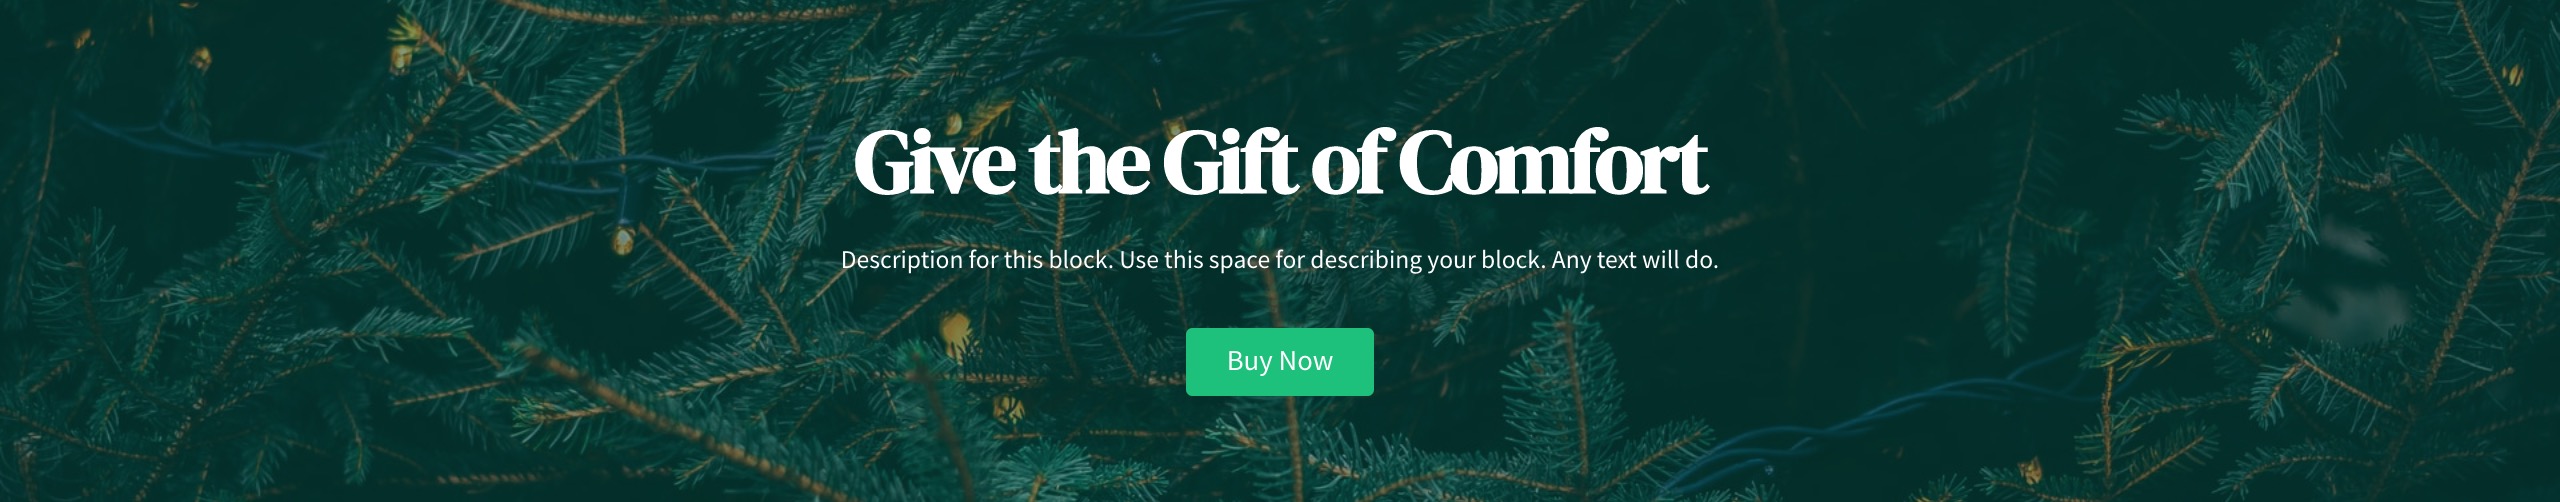 Give the Gift of Comfort
Description for this block. Use this space for describing your block. Any text will do.
Buy Now